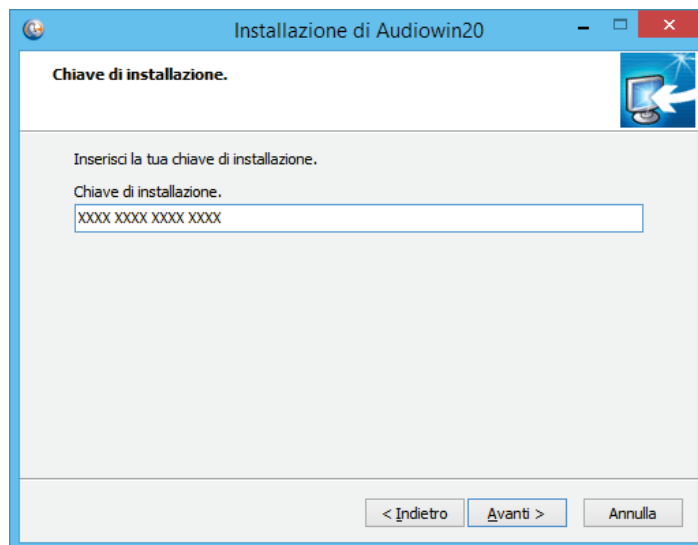 Installazione di Audiowin20
Chiave di installazione.
Inserisci la tua chiave di installazione.
Chiave di installazione.
XXXX XXXX XXXX XXXX
< Indietro
Avanti >
Annulla